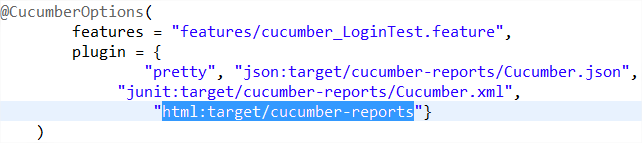 @CucumberOptions(
features = "features/cucumber_LoginTest.feature",
plugin = {
"pretty", "json:target/cucumber-reports/Cucumber.json",
"junit:target/cucumber-reports/Cucumber.xml",
"html:target/cucumber-reports"}
)